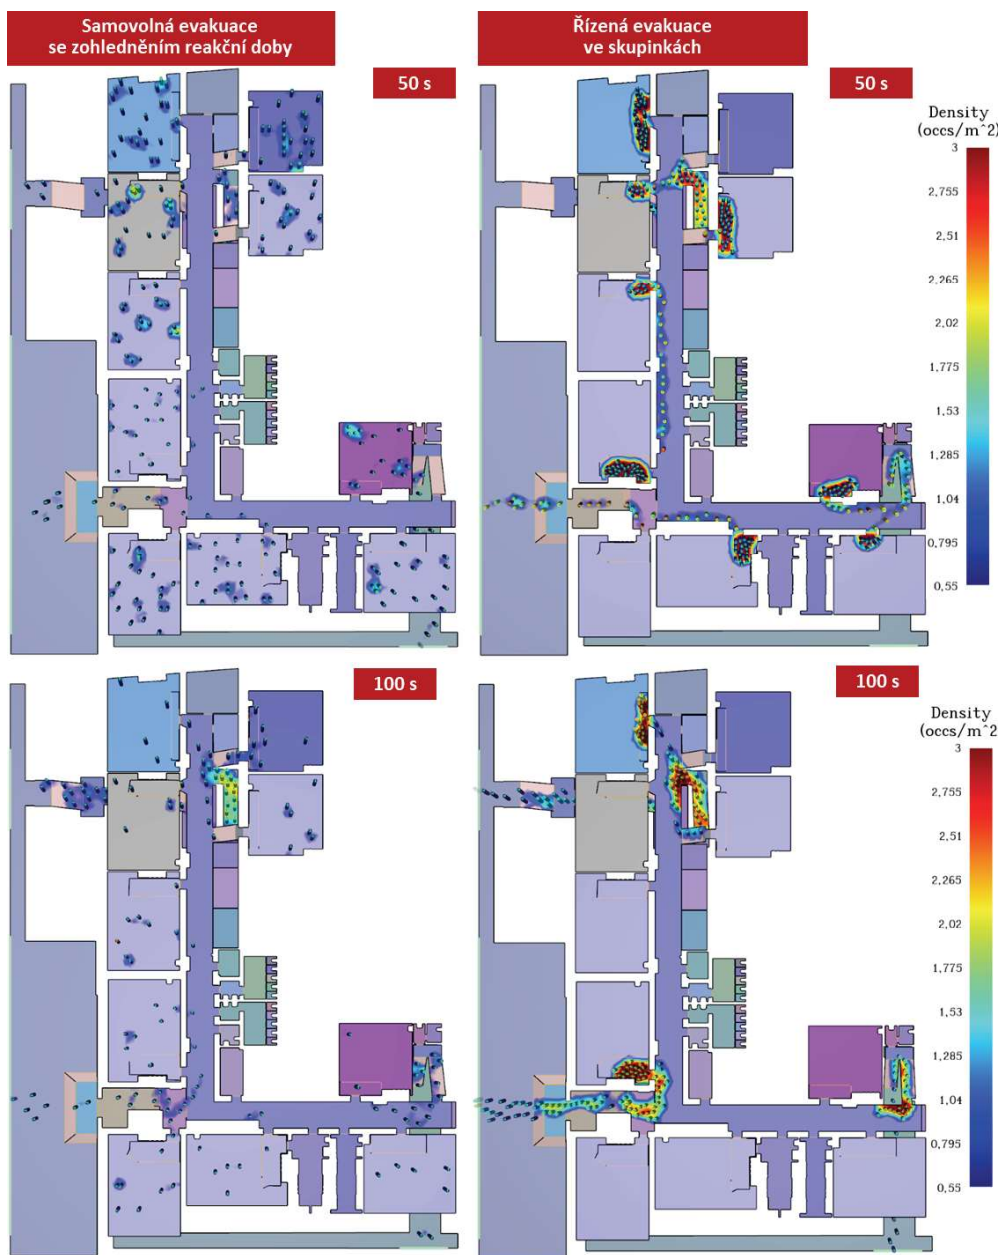 Samovolná evakuace
se zohledněním reakční doby
Řízená evakuace
ve skupinkách
50 s
50 s
Density
(occs/m^2)
3
2,755
2,51
2,265
2,02
1,775
1,53
1,285
1,04
0,795
0,55
100 s
100 s
Density
(occs/m^2
3
2,755
2,51
2,265
2,02
1,775
1,53
1,285
1,04
0,795
0,55